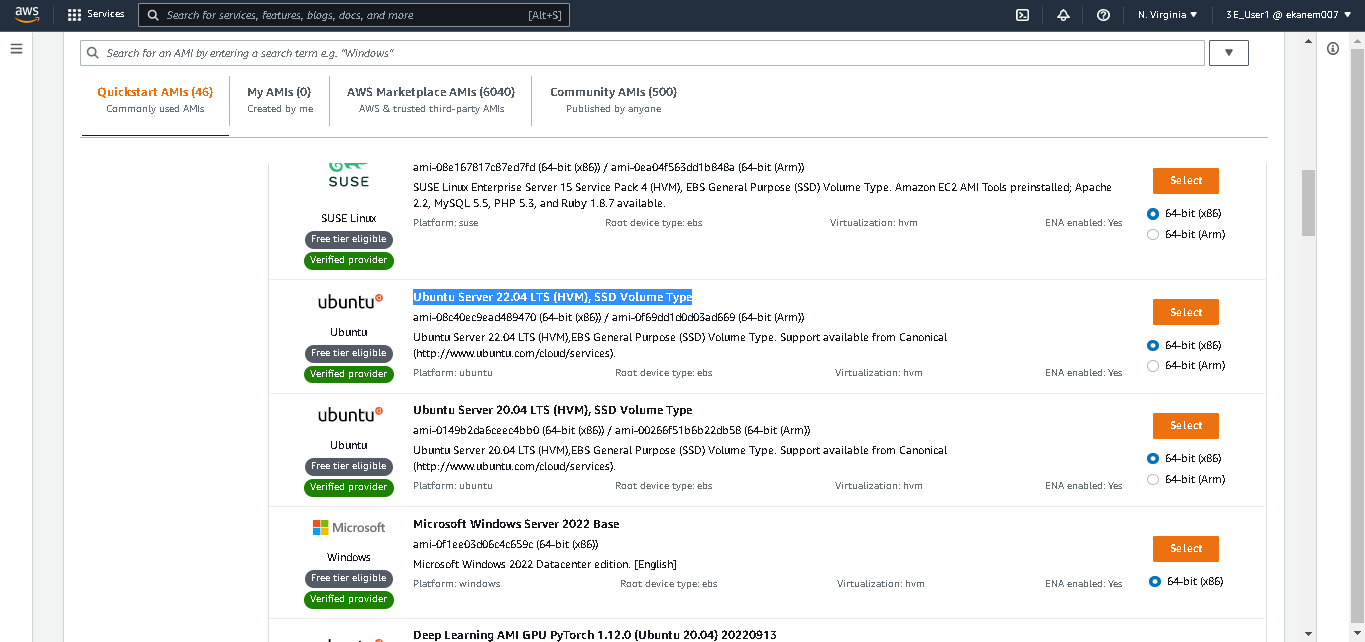 aws Services Search for services, features, blogs, docs, and more [Alt+S] N. Virginia ▼ 3E_User1 @ ekanem007 ▼
Search for an AMI by entering a search term e.g. "Windows"
Quickstart AMIs (46) My AMIs (0) AWS Marketplace AMIs (6040) Community AMIs (500)
Commonly used AMIs Created by me AWS & trusted third-party AMIs Published by anyone
ami-08e167817c87ed7fd (64-bit (x86)) / ami-0ea04f563dd1b848a (64-bit (Arm))
SUSE
SUSE Linux Enterprise Server 15 Service Pack 4 (HVM), EBS General Purpose (SSD) Volume Type. Amazon EC2 AMI Tools preinstalled; Apache
2.2, MySQL 5.5, PHP 5.3, and Ruby 1.8.7 available.
Select
SUSE Linux
Platform: suse Root device type: ebs Virtualization: hvm ENA enabled: Yes
64-bit (x86)
64-bit (Arm)
Free tier eligible
Verified provider
ubuntu
Ubuntu Server 22.04 LTS (HVM), SSD Volume Type
ami-08c40ec9ead489470 (64-bit (x86)) / ami-0f69dd1d0d03ad669 (64-bit (Arm))
Select
Ubuntu
Ubuntu Server 22.04 LTS (HVM),EBS General Purpose (SSD) Volume Type. Support available from Canonical
(http://www.ubuntu.com/cloud/services).
64-bit (x86)
64-bit (Arm)
Free tier eligible
Verified provider
Platform: ubuntu Root device type: ebs Virtualization: hvm ENA enabled: Yes
ubuntu
Ubuntu Server 20.04 LTS (HVM), SSD Volume Type
ami-0149b2da6ceec4bb0 (64-bit (x86)) / ami-00266f51b6b22db58 (64-bit (Arm))
Select
Ubuntu
Ubuntu Server 20.04 LTS (HVM),EBS General Purpose (SSD) Volume Type. Support available from Canonical
(http://www.ubuntu.com/cloud/services).
64-bit (x86)
64-bit (Arm)
Free tier eligible
Verified provider
Platform: ubuntu Root device type: ebs Virtualization: hvm ENA enabled: Yes
Microsoft
Microsoft Windows Server 2022 Base
ami-0f1ee03d06c4c659c (64-bit (x86))
Select
Windows
Microsoft Windows 2022 Datacenter edition. [English]
Free tier eligible
Verified provider
Platform: windows Root device type: ebs Virtualization: hvm ENA enabled: Yes
64-bit (x86)
Deep Learning AMI GPU PyTorch 1.12.0 (Ubuntu 20.04) 20220913